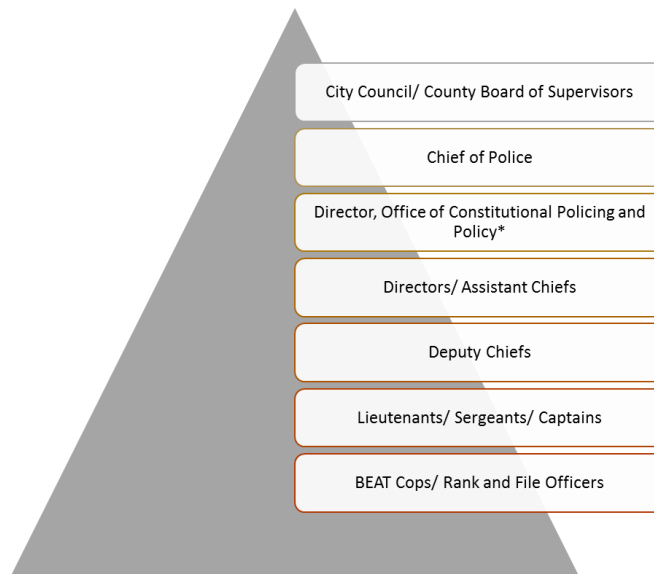 City Council/ County Board of Supervisors
Chief of Police
Director, Office of Constitutional Policing and
Policy*
Directors/ Assistant Chiefs
Deputy Chiefs
Lieutenants/ Sergeants/ Captains
BEAT Cops/ Rank and File Officers